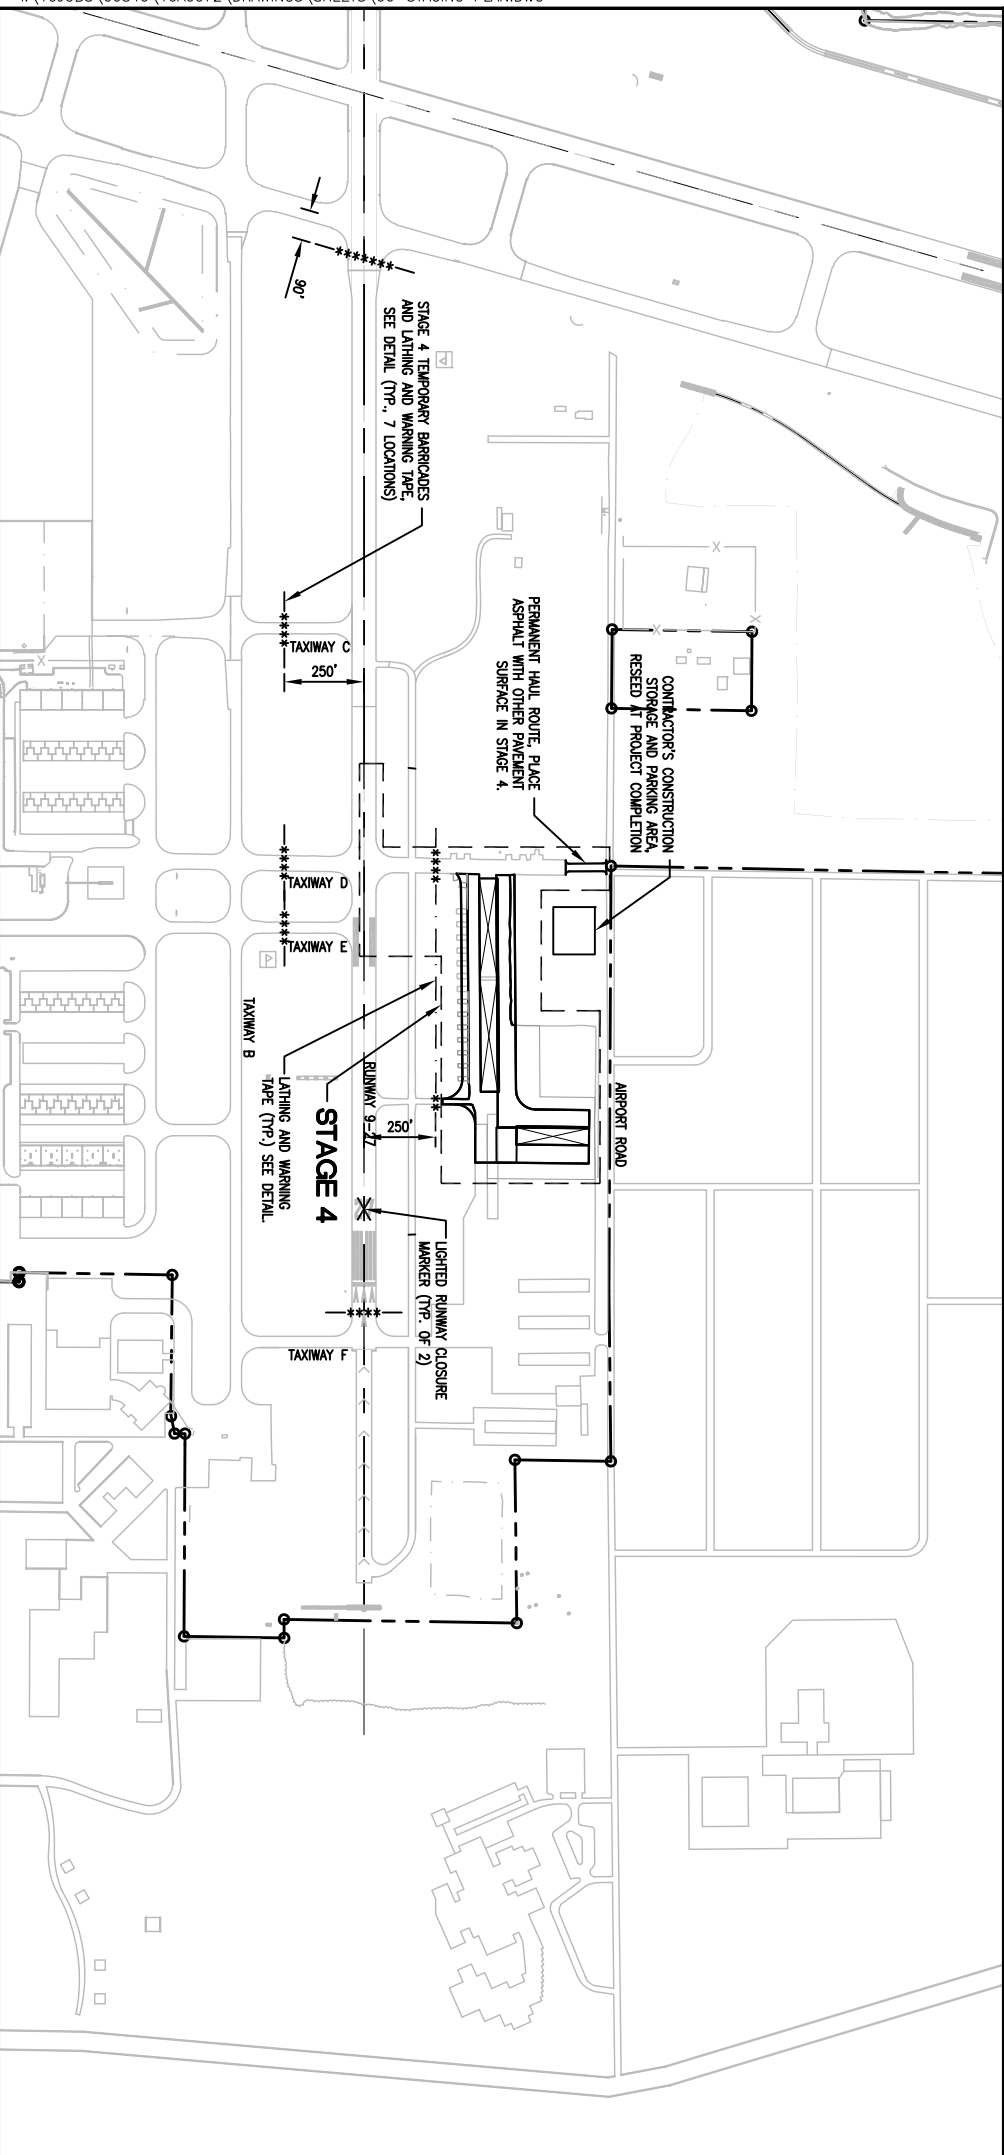 90'
STAGE 4 TEMPORARY BARRICADES
AND LATHING AND WARNING TAPE,
SEE DETAIL (TYP., 7 LOCATIONS)
TAXIWAY C
250'
PERMANENT HAUL ROUTE, PLACE
ASPHALT WITH OTHER PAVEMENT
SURFACE IN STAGE 4.
CONTRACTOR'S CONSTRUCTION
STORAGE AND PARKING AREA,
RESEED AT PROJECT COMPLETION
TAXIWAY D
TAXIWAY E
TAXIWAY B
LATHING AND WARNING
TAPE (TYP.) SEE DETAIL.
STAGE 4
RUNWAY 9-27
250'
AIRPORT ROAD
LIGHTED RUNWAY CLOSURE
MARKER (TYP. OF 2)
TAXIWAY F